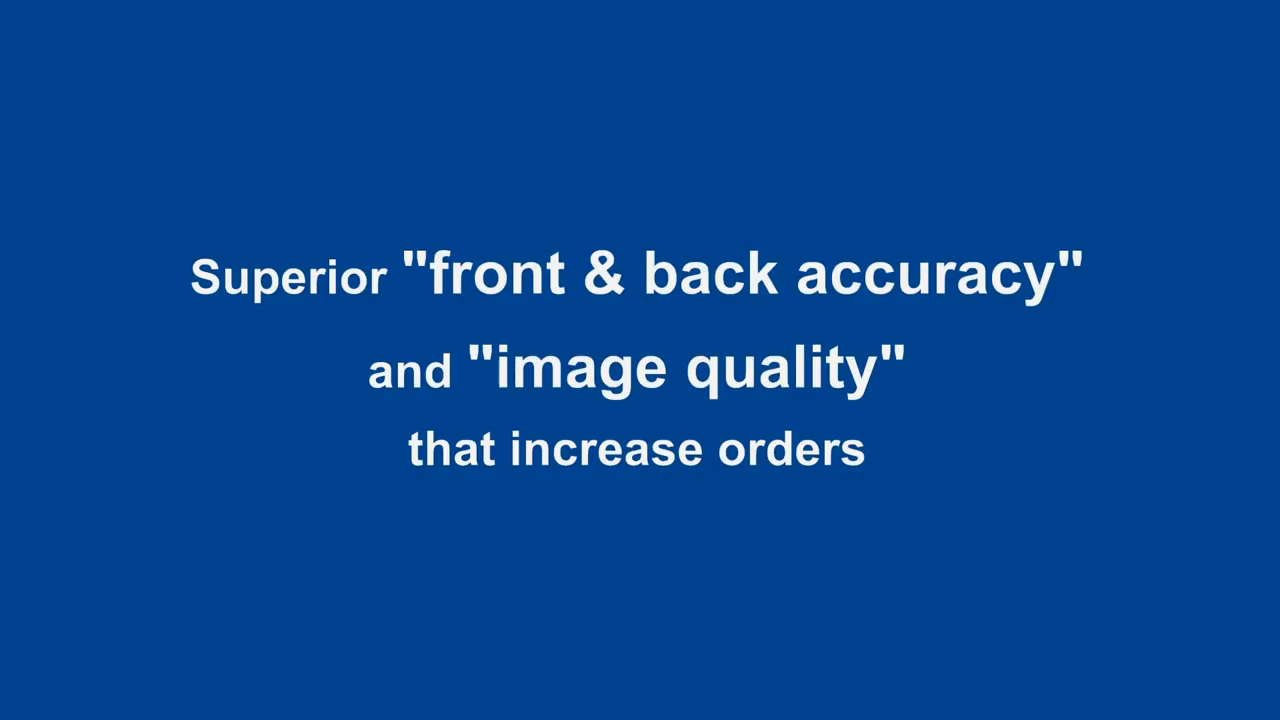 Superior "front & back accuracy"
and "image quality"
that increase orders